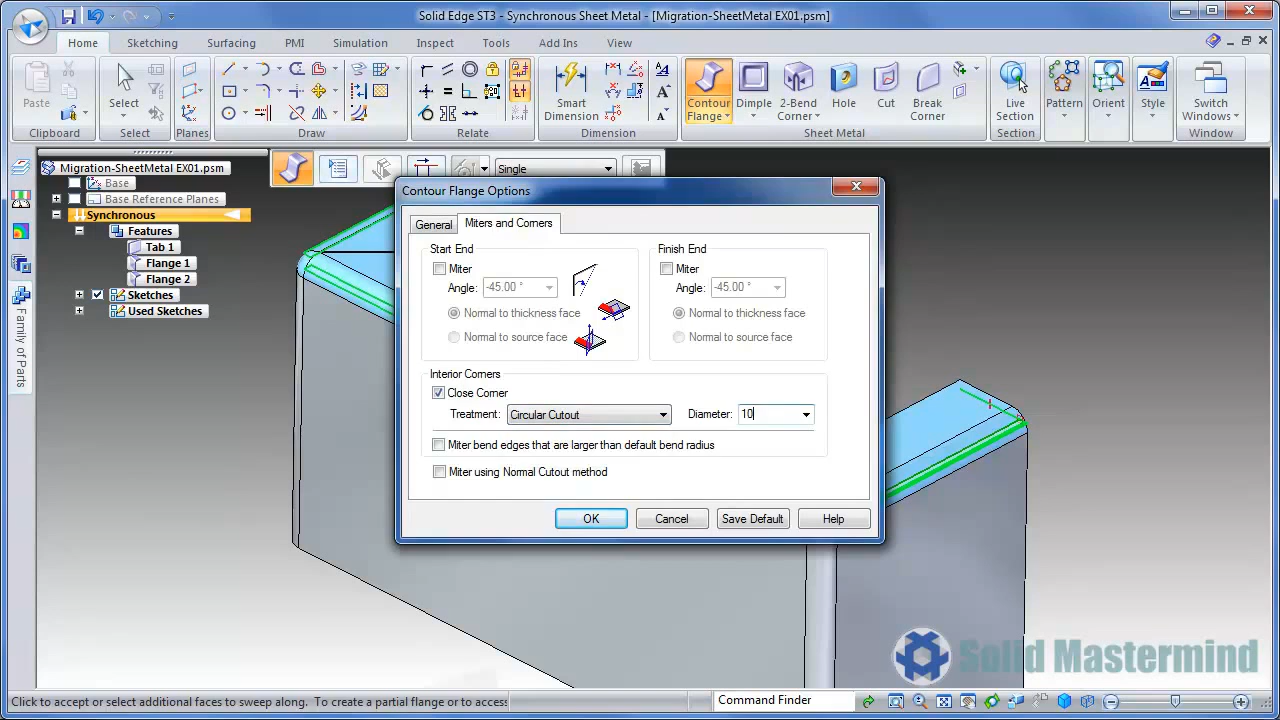 Solid Edge ST3 - Synchronous Sheet Metal - [Migration-SheetMetal EX01.psm]
Home Sketching Surfacing PMI Simulation Inspect Tools Add Ins View
Paste Select Smart Dimension Contour Flange Dimple 2-Bend Corner Hole Cut Break Corner Live Section Pattern Orient Style Switch Windows
Clipboard Select Planes Draw Relate Dimension Sheet Metal Section Window
Migration-SheetMetal EX01.psm
Base
Base Reference Planes
Synchronous
Features
Tab 1
Flange 1
Flange 2
Sketches
Used Sketches
Family of Parts
Single
Contour Flange Options
General Miters and Corners
Start End Finish End
Miter Miter
Angle: -45.00 ° Angle: -45.00 °
Normal to thickness face Normal to thickness face
Normal to source face Normal to source face
Interior Corners
Close Corner
Treatment: Circular Cutout Diameter: 10
Miter bend edges that are larger than default bend radius
Miter using Normal Cutout method
OK Cancel Save Default Help
Solid Mastermind
Click to accept or select additional faces to sweep along. To create a partial flange or to access
Command Finder